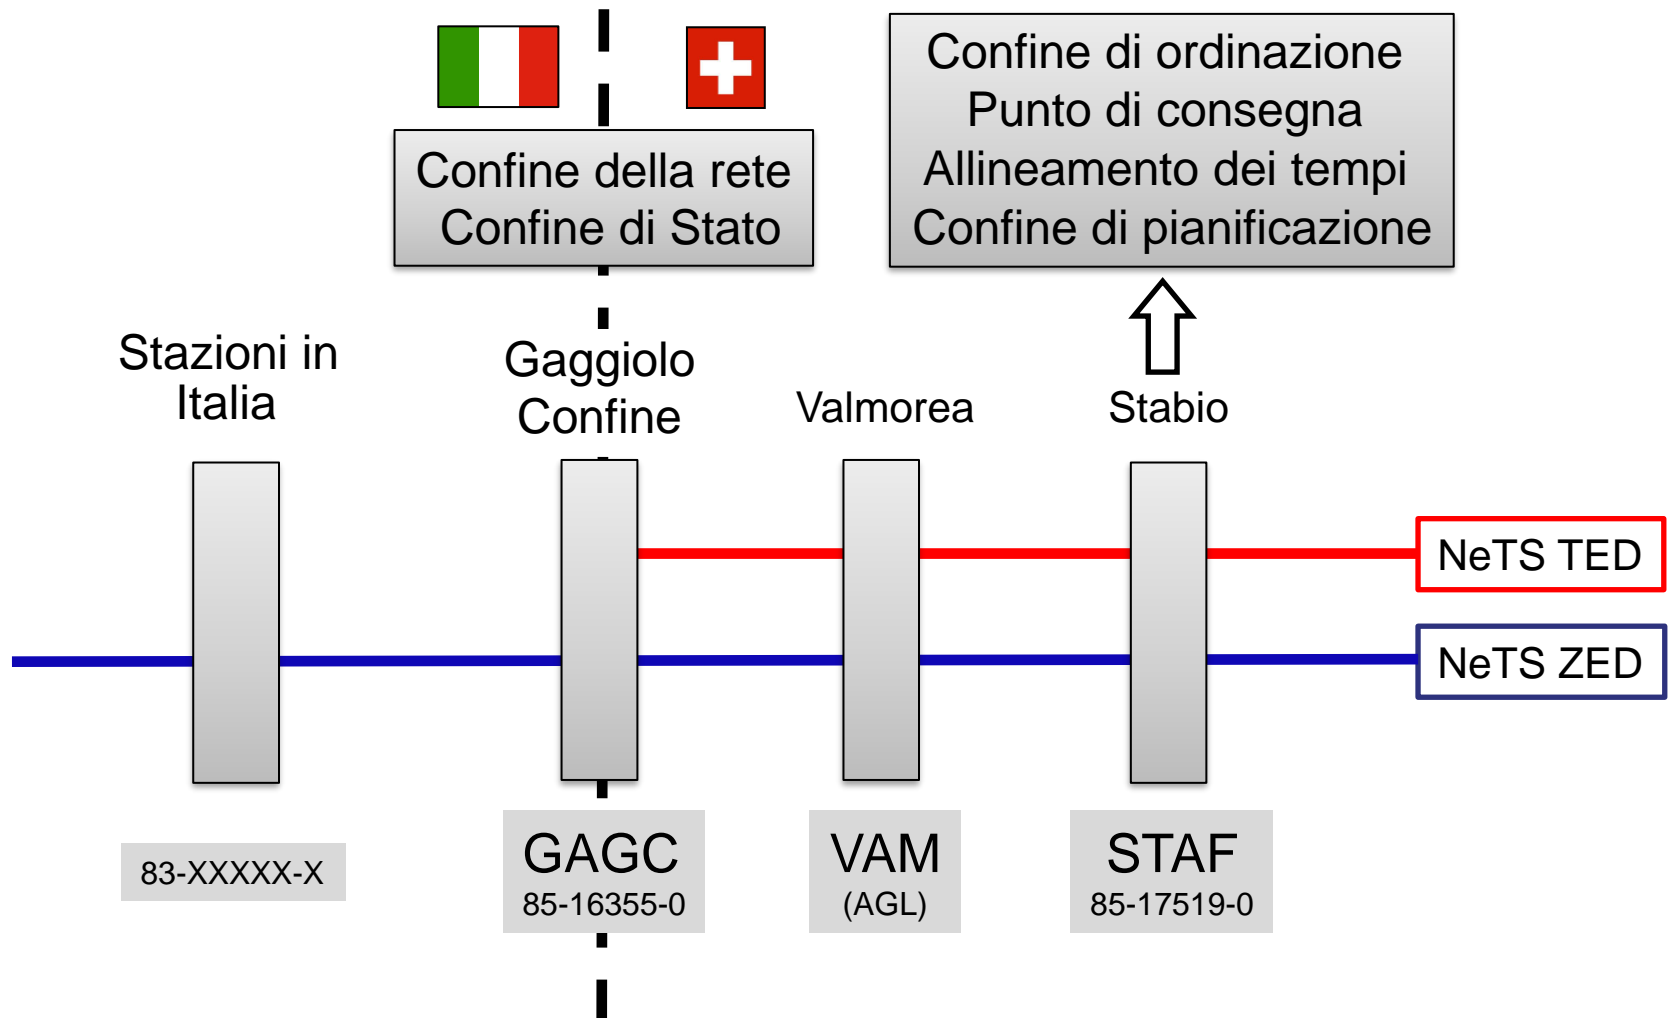 Confine della rete
Confine di Stato
Confine di ordinazione
Punto di consegna
Allineamento dei tempi
Confine di pianificazione
Stazioni in
Italia
Gaggiolo
Confine
Valmorea
Stabio
NeTS TED
NeTS ZED
83-XXXXX-X
GAGC
85-16355-0
VAM
(AGL)
STAF
85-17519-0